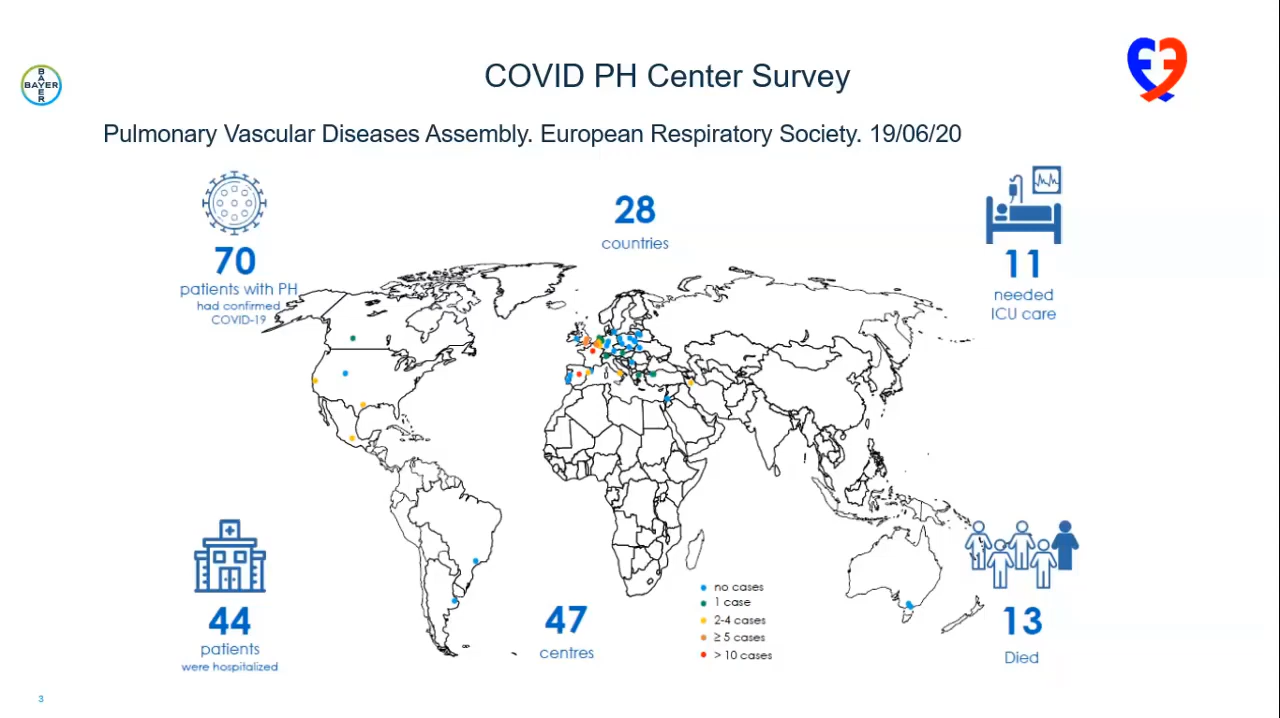 COVID PH Center Survey
BAYER
BAYER
Pulmonary Vascular Diseases Assembly. European Respiratory Society. 19/06/20
70
patients with PH
had confirmed
COVID-19
28
countries
11
needed
ICU care
44
patients
were hospitalized
47
centres
no cases
1 case
2-4 cases
≥ 5 cases
> 10 cases
13
Died
3